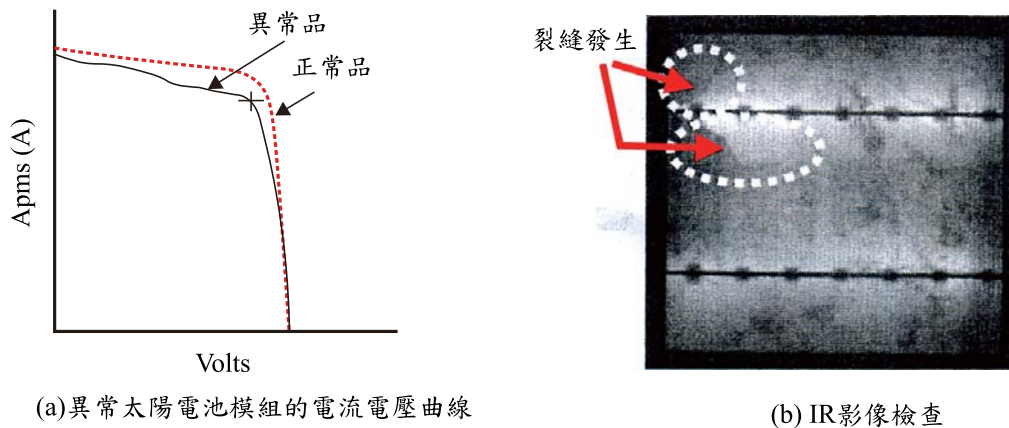 異常品
正常品
Apms (A)
Volts
(a)異常太陽電池模組的電流電壓曲線
裂縫發生
(b) IR影像檢查